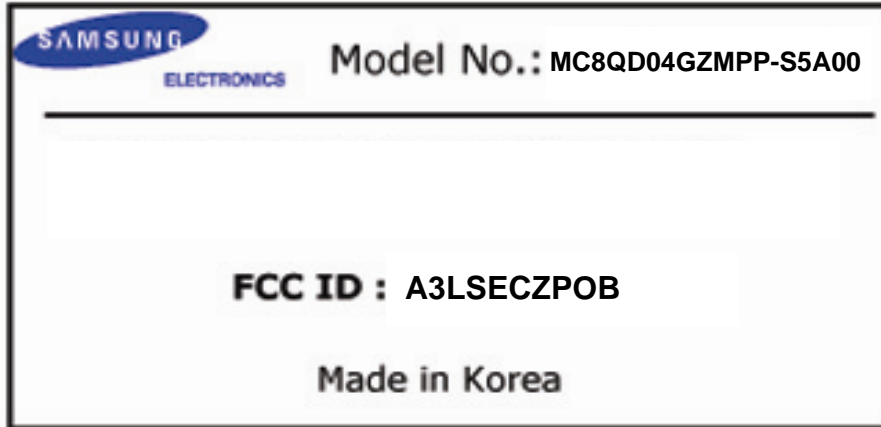 SAMSUNG
ELECTRONICS
Model No.: MC8QD04GZMPP-S5A00
FCC ID : A3LSECZPOB
Made in Korea